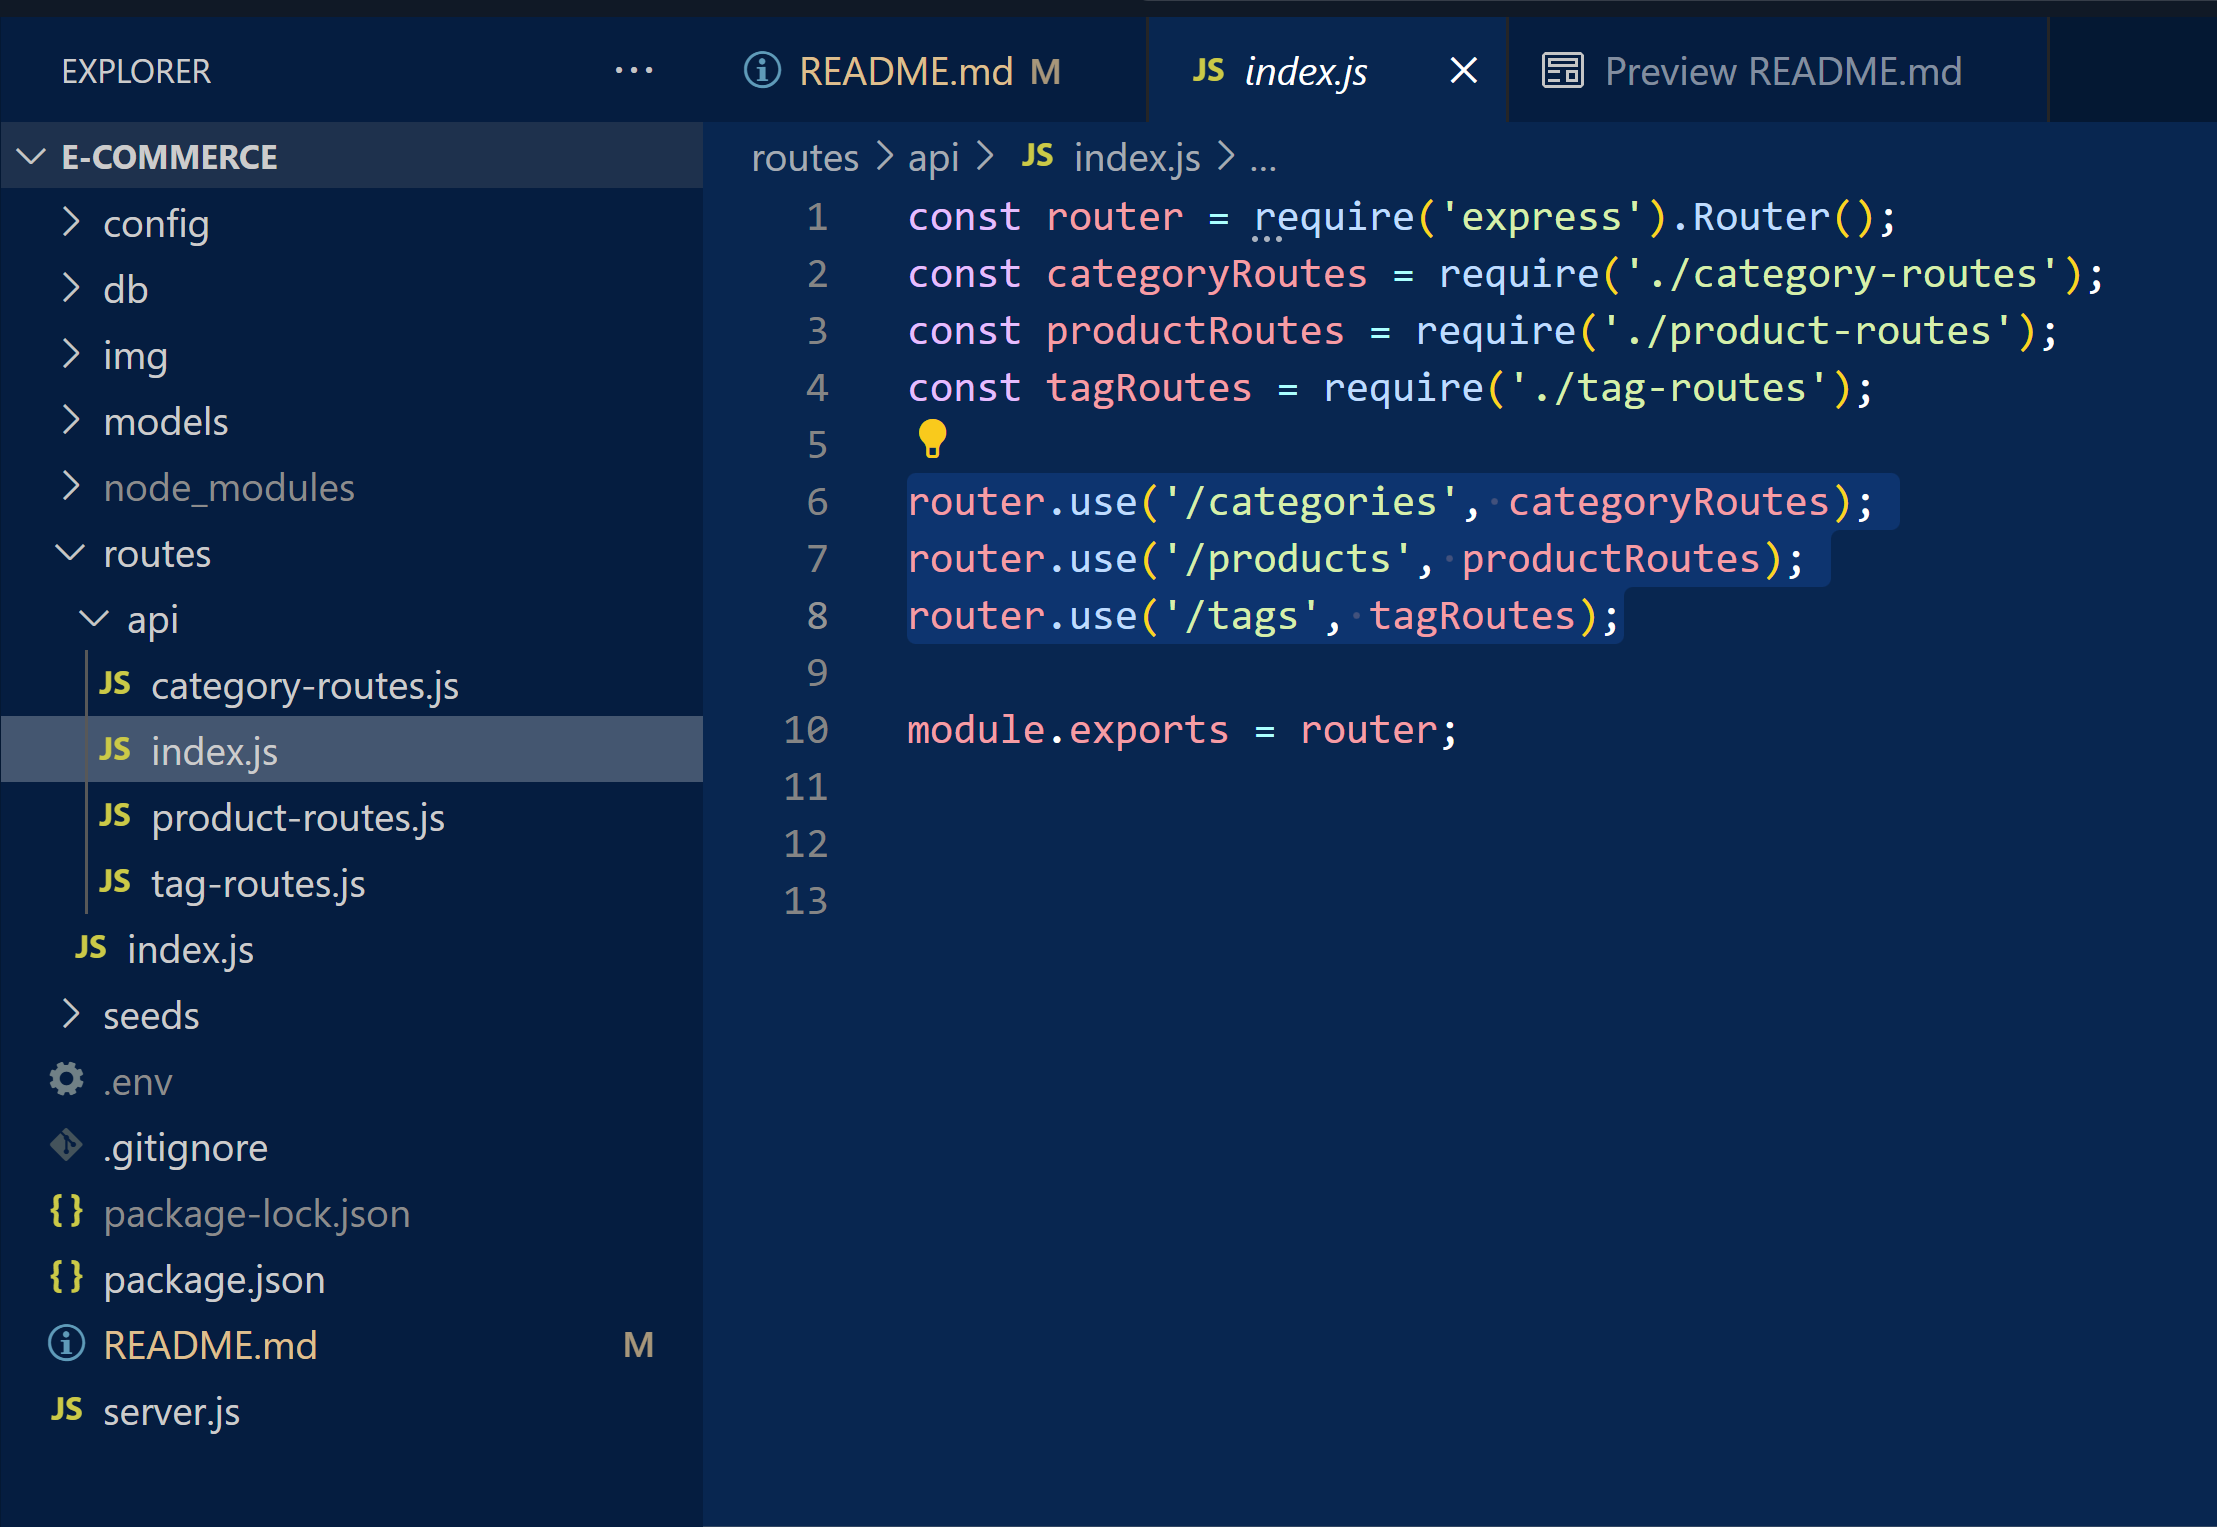 EXPLORER ...
E-COMMERCE
config
db
img
models
node_modules
routes
api
JS category-routes.js
JS index.js
JS product-routes.js
JS tag-routes.js
JS index.js
seeds
.env
.gitignore
{} package-lock.json
{} package.json
README.md M
JS server.js
README.md M
JS index.js
Preview README.md
routes > api > JS index.js > ...
1 const router = require('express').Router();
2 const categoryRoutes = require('./category-routes');
3 const productRoutes = require('./product-routes');
4 const tagRoutes = require('./tag-routes');
5
6 router.use('/categories', categoryRoutes);
7 router.use('/products', productRoutes);
8 router.use('/tags', tagRoutes);
9
10 module.exports = router;
11
12
13